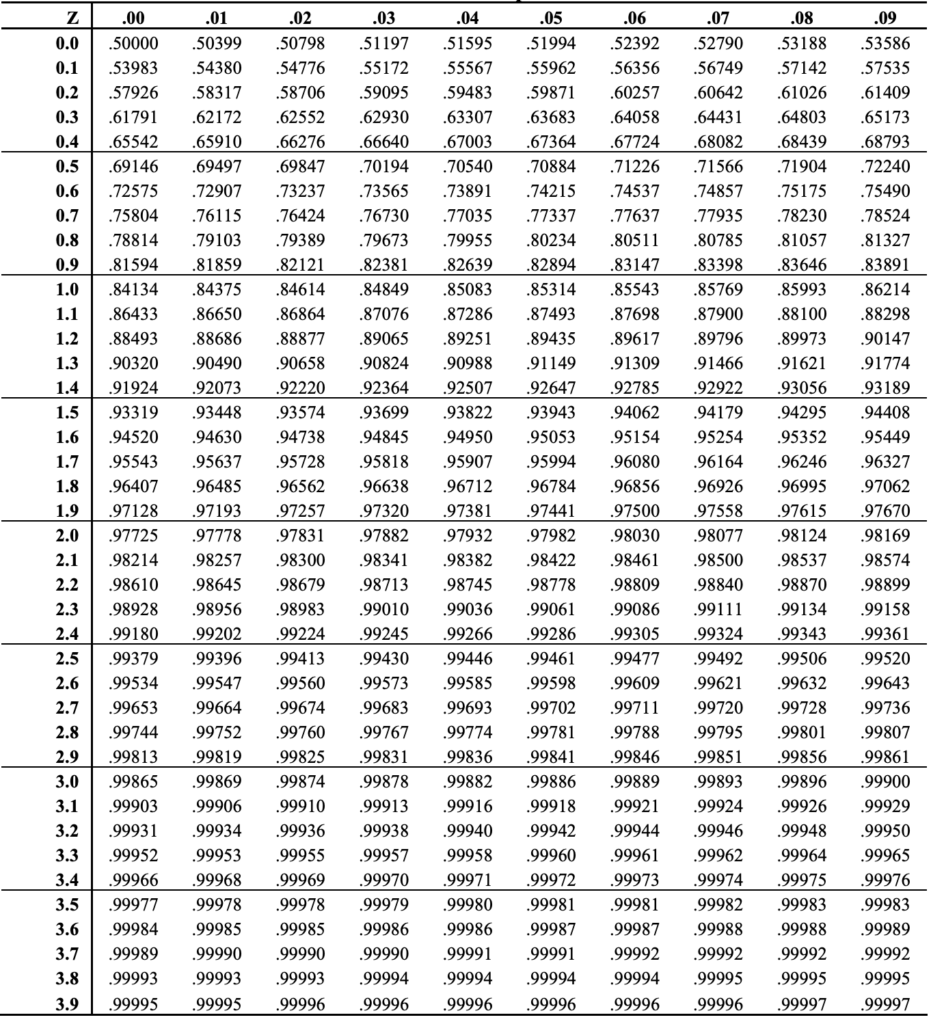 Z .00 .01 .02 .03 .04 .05 .06 .07 .08 .09
0.0 .50000 .50399 .50798 .51197 .51595 .51994 .52392 .52790 .53188 .53586
0.1 .53983 .54380 .54776 .55172 .55567 .55962 .56356 .56749 .57142 .57535
0.2 .57926 .58317 .58706 .59095 .59483 .59871 .60257 .60642 .61026 .61409
0.3 .61791 .62172 .62552 .62930 .63307 .63683 .64058 .64431 .64803 .65173
0.4 .65542 .65910 .66276 .66640 .67003 .67364 .67724 .68082 .68439 .68793
0.5 .69146 .69497 .69847 .70194 .70540 .70884 .71226 .71566 .71904 .72240
0.6 .72575 .72907 .73237 .73565 .73891 .74215 .74537 .74857 .75175 .75490
0.7 .75804 .76115 .76424 .76730 .77035 .77337 .77637 .77935 .78230 .78524
0.8 .78814 .79103 .79389 .79673 .79955 .80234 .80511 .80785 .81057 .81327
0.9 .81594 .81859 .82121 .82381 .82639 .82894 .83147 .83398 .83646 .83891
1.0 .84134 .84375 .84614 .84849 .85083 .85314 .85543 .85769 .85993 .86214
1.1 .86433 .86650 .86864 .87076 .87286 .87493 .87698 .87900 .88100 .88298
1.2 .88493 .88686 .88877 .89065 .89251 .89435 .89617 .89796 .89973 .90147
1.3 .90320 .90490 .90658 .90824 .90988 .91149 .91309 .91466 .91621 .91774
1.4 .91924 .92073 .92220 .92364 .92507 .92647 .92785 .92922 .93056 .93189
1.5 .93319 .93448 .93574 .93699 .93822 .93943 .94062 .94179 .94295 .94408
1.6 .94520 .94630 .94738 .94845 .94950 .95053 .95154 .95254 .95352 .95449
1.7 .95543 .95637 .95728 .95818 .95907 .95994 .96080 .96164 .96246 .96327
1.8 .96407 .96485 .96562 .96638 .96712 .96784 .96856 .96926 .96995 .97062
1.9 .97128 .97193 .97257 .97320 .97381 .97441 .97500 .97558 .97615 .97670
2.0 .97725 .97778 .97831 .97882 .97932 .97982 .98030 .98077 .98124 .98169
2.1 .98214 .98257 .98300 .98341 .98382 .98422 .98461 .98500 .98537 .98574
2.2 .98610 .98645 .98679 .98713 .98745 .98778 .98809 .98840 .98870 .98899
2.3 .98928 .98956 .98983 .99010 .99036 .99061 .99086 .99111 .99134 .99158
2.4 .99180 .99202 .99224 .99245 .99266 .99286 .99305 .99324 .99343 .99361
2.5 .99379 .99396 .99413 .99430 .99446 .99461 .99477 .99492 .99506 .99520
2.6 .99534 .99547 .99560 .99573 .99585 .99598 .99609 .99621 .99632 .99643
2.7 .99653 .99664 .99674 .99683 .99693 .99702 .99711 .99720 .99728 .99736
2.8 .99744 .99752 .99760 .99767 .99774 .99781 .99788 .99795 .99801 .99807
2.9 .99813 .99819 .99825 .99831 .99836 .99841 .99846 .99851 .99856 .99861
3.0 .99865 .99869 .99874 .99878 .99882 .99886 .99889 .99893 .99896 .99900
3.1 .99903 .99906 .99910 .99913 .99916 .99918 .99921 .99924 .99926 .99929
3.2 .99931 .99934 .99936 .99938 .99940 .99942 .99944 .99946 .99948 .99950
3.3 .99952 .99953 .99955 .99957 .99958 .99960 .99961 .99962 .99964 .99965
3.4 .99966 .99968 .99969 .99970 .99971 .99972 .99973 .99974 .99975 .99976
3.5 .99977 .99978 .99978 .99979 .99980 .99981 .99981 .99982 .99983 .99983
3.6 .99984 .99985 .99985 .99986 .99986 .99987 .99987 .99988 .99988 .99989
3.7 .99989 .99990 .99990 .99990 .99991 .99991 .99992 .99992 .99992 .99992
3.8 .99993 .99993 .99993 .99994 .99994 .99994 .99994 .99995 .99995 .99995
3.9 .99995 .99995 .99996 .99996 .99996 .99996 .99996 .99996 .99997 .99997